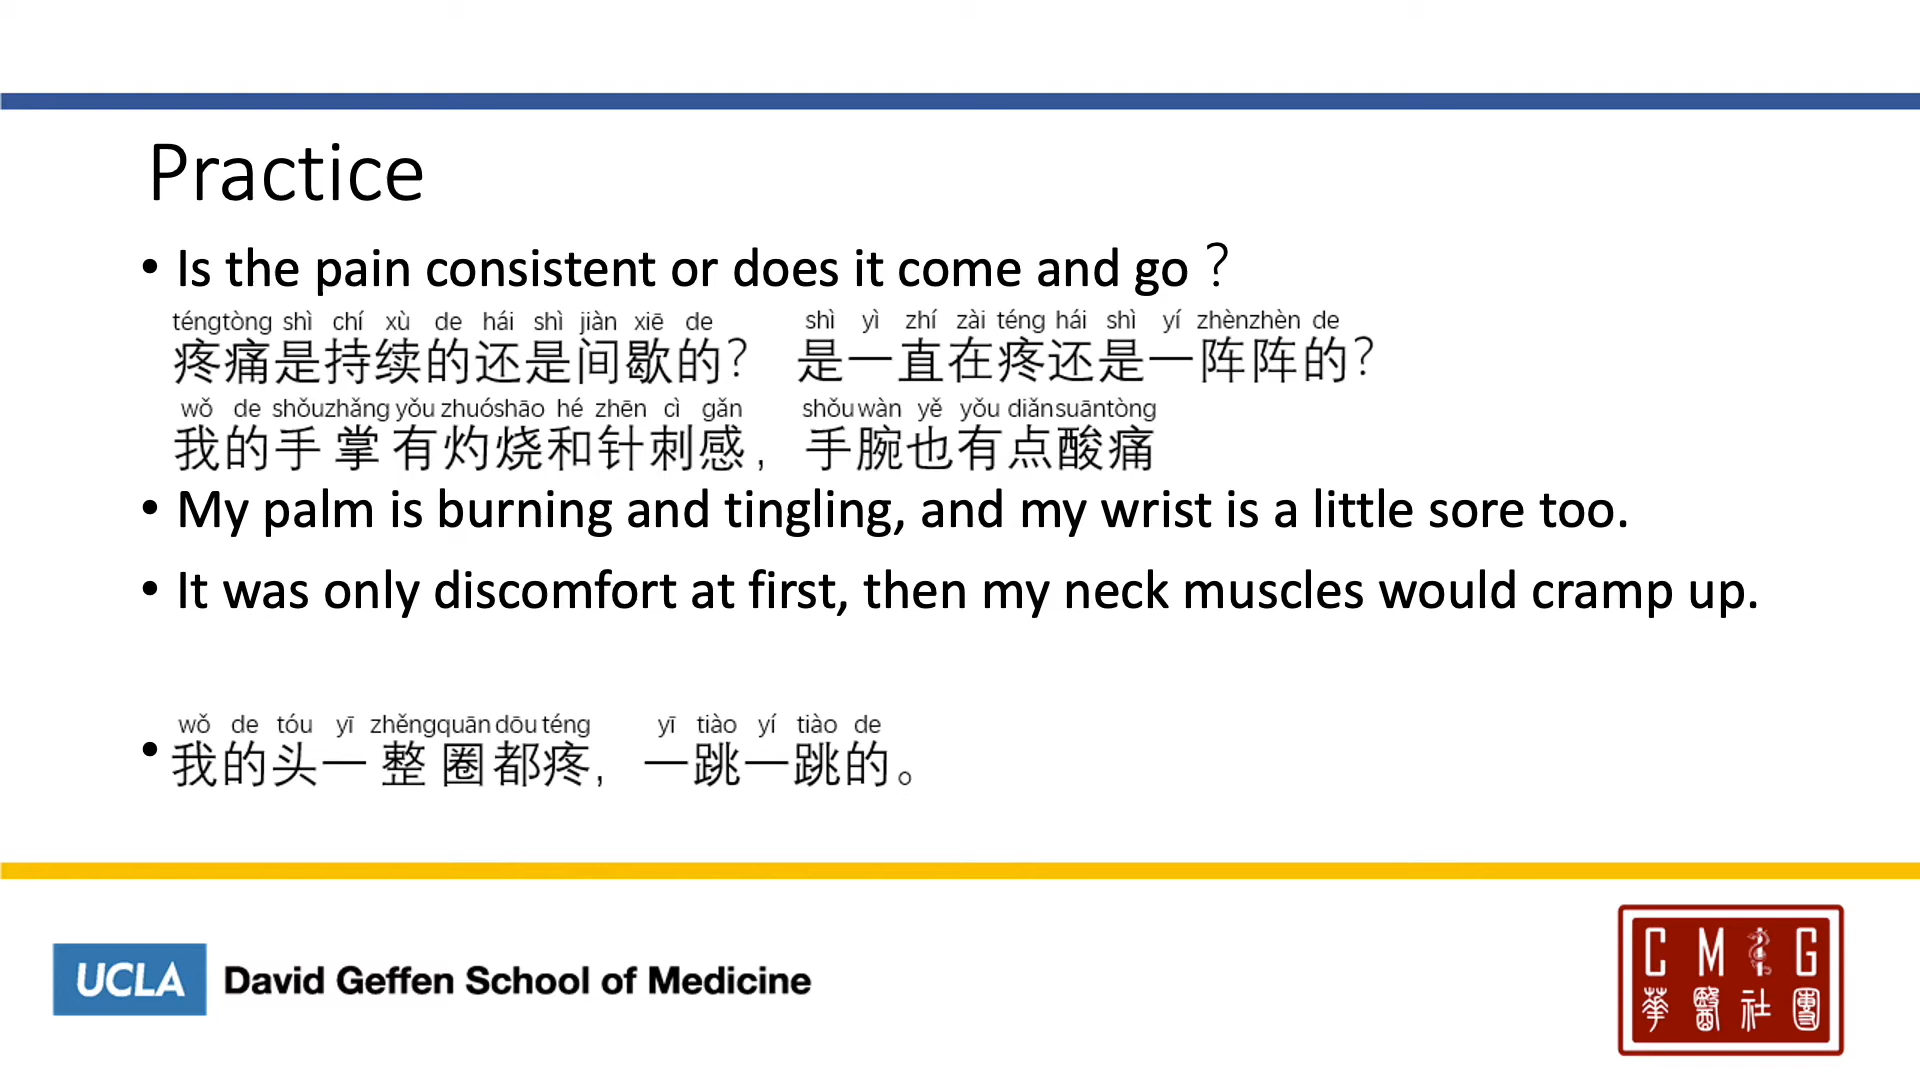 Practice
• Is the pain consistent or does it come and go？
téngtòng shì chí xù de hái shì jiàn xiē de shì yì zhí zài téng hái shì yí zhènzhèn de
疼痛是持续的还是间歇的？ 是一直在疼还是一阵阵的？
wǒ de shǒuzhǎng yǒu zhuóshāo hé zhēn cì gǎn shǒuwàn yě yǒu diǎnsuāntòng
我的手掌有灼烧和针刺感，手腕也有点酸痛
• My palm is burning and tingling, and my wrist is a little sore too.
• It was only discomfort at first, then my neck muscles would cramp up.
wǒ de tóu yī zhěngquān dōu téng yī tiào yí tiào de
• 我的头一整圈都疼，一跳一跳的。
UCLA David Geffen School of Medicine
C M G
華醫社團